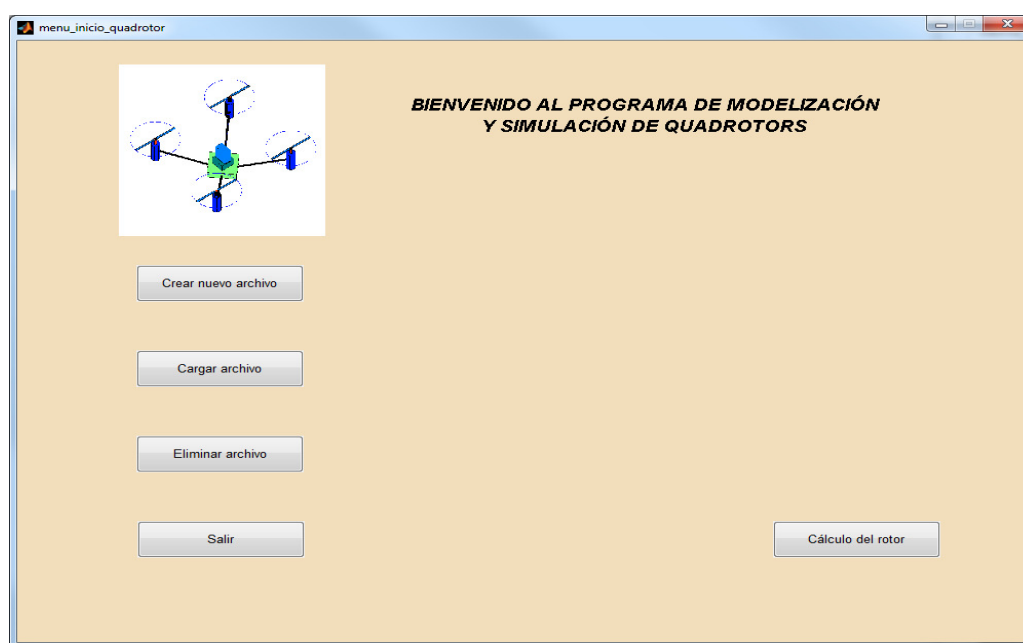 menu_inicio_quadrotor
BIENVENIDO AL PROGRAMA DE MODELIZACIÓN
Y SIMULACIÓN DE QUADROTORS
Crear nuevo archivo
Cargar archivo
Eliminar archivo
Salir
Cálculo del rotor